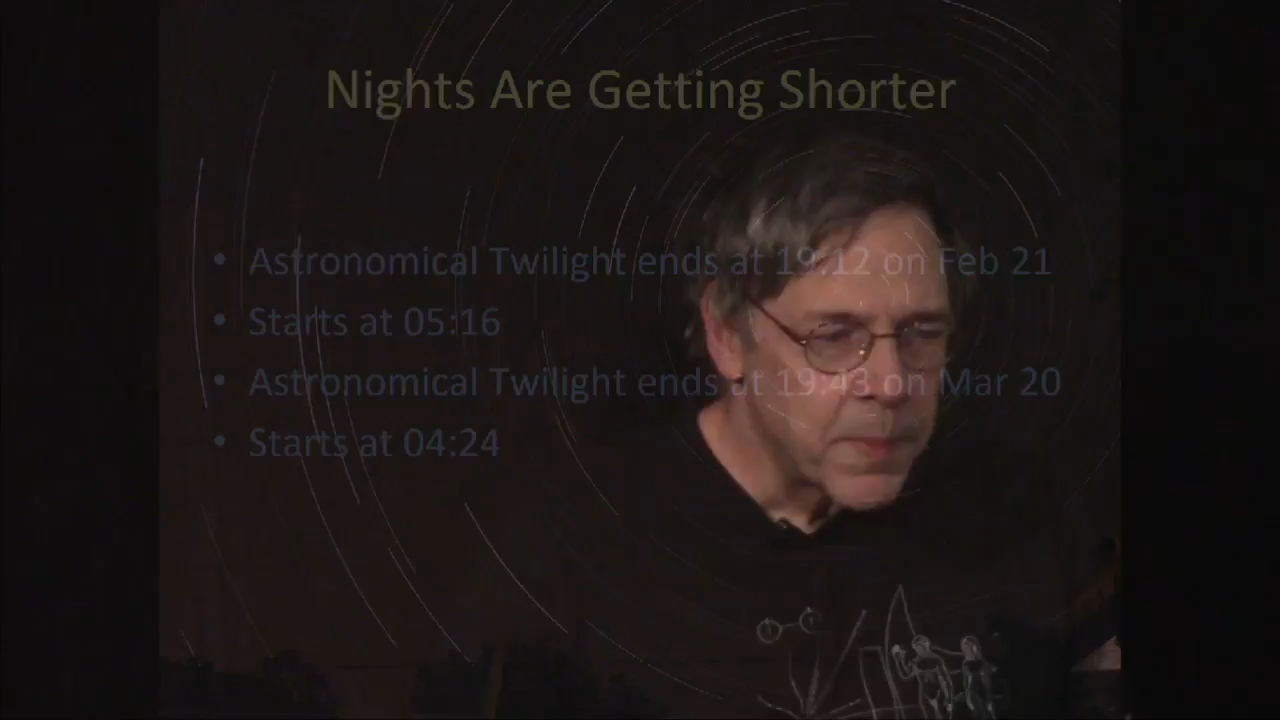 Nights Are Getting Shorter
• Astronomical Twilight ends at 19:12 on Feb 21
• Starts at 05:16
• Astronomical Twilight ends at 19:43 on Mar 20
• Starts at 04:24